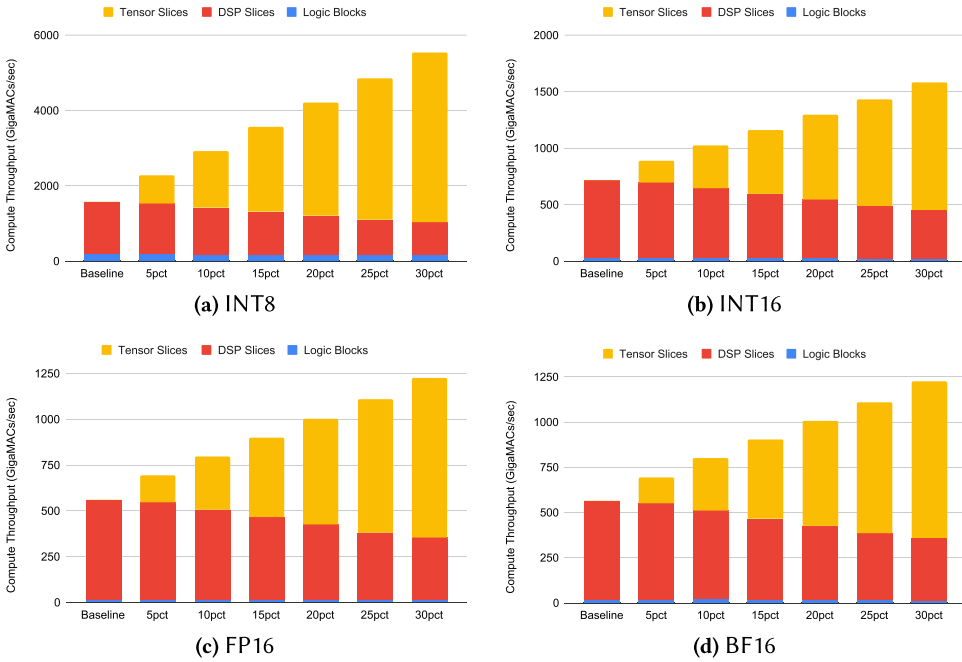 Tensor Slices DSP Slices Logic Blocks
Compute Throughput (GigaMACs/sec)
6000
4000
2000
0
Baseline 5pct 10pct 15pct 20pct 25pct 30pct
(a) INT8
Tensor Slices DSP Slices Logic Blocks
Compute Throughput (GigaMACs/sec)
2000
1500
1000
500
0
Baseline 5pct 10pct 15pct 20pct 25pct 30pct
(b) INT16
Tensor Slices DSP Slices Logic Blocks
Compute Throughput (GigaMACs/sec)
1250
1000
750
500
250
0
Baseline 5pct 10pct 15pct 20pct 25pct 30pct
(c) FP16
Tensor Slices DSP Slices Logic Blocks
Compute Throughput (GigaMACs/sec)
1250
1000
750
500
250
0
Baseline 5pct 10pct 15pct 20pct 25pct 30pct
(d) BF16